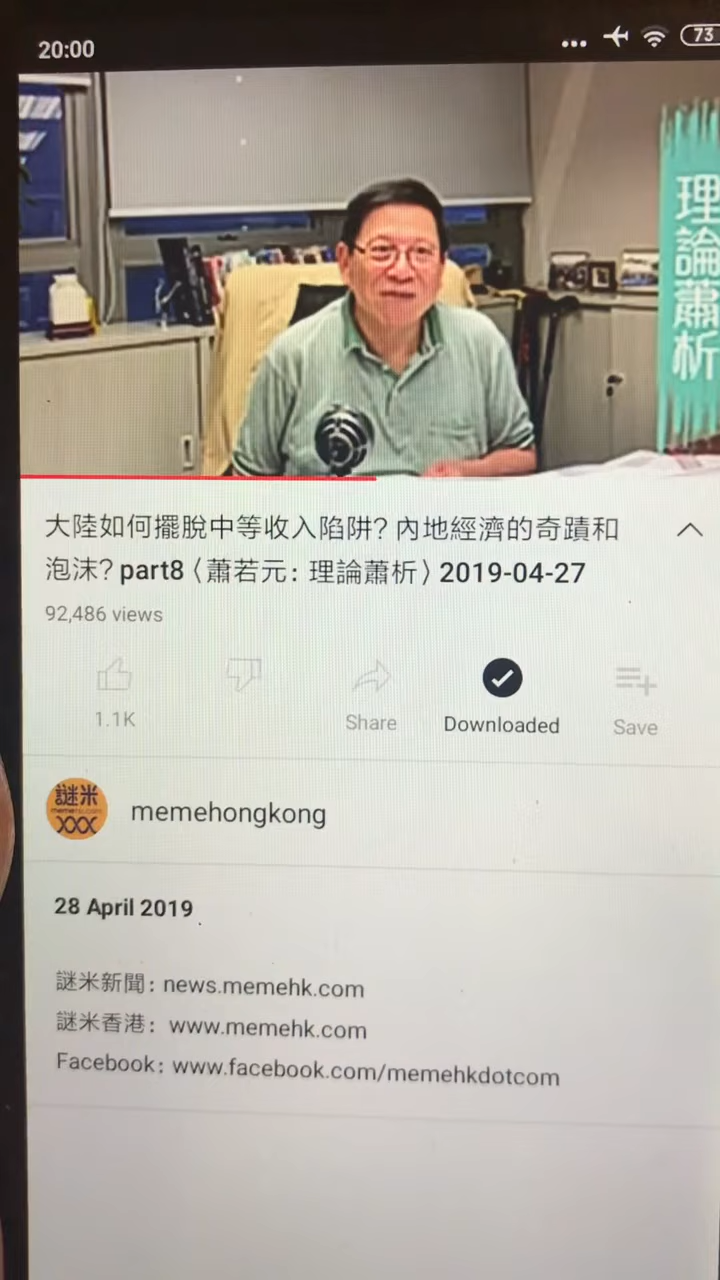 20:00
73
理論蕭析
大陸如何擺脫中等收入陷阱? 內地經濟的奇蹟和
泡沫? part8〈蕭若元：理論蕭析〉2019-04-27
92,486 views
1.1K
Share
Downloaded
Save
謎米
memehongkong
28 April 2019
謎米新聞：news.memehk.com
謎米香港： www.memehk.com
Facebook：www.facebook.com/memehkdotcom